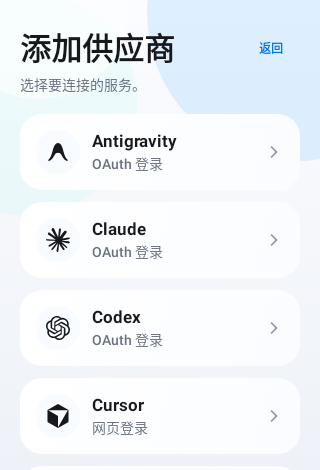 添加供应商
返回
选择要连接的服务。
Antigravity
OAuth 登录
Claude
OAuth 登录
Codex
OAuth 登录
Cursor
网页登录